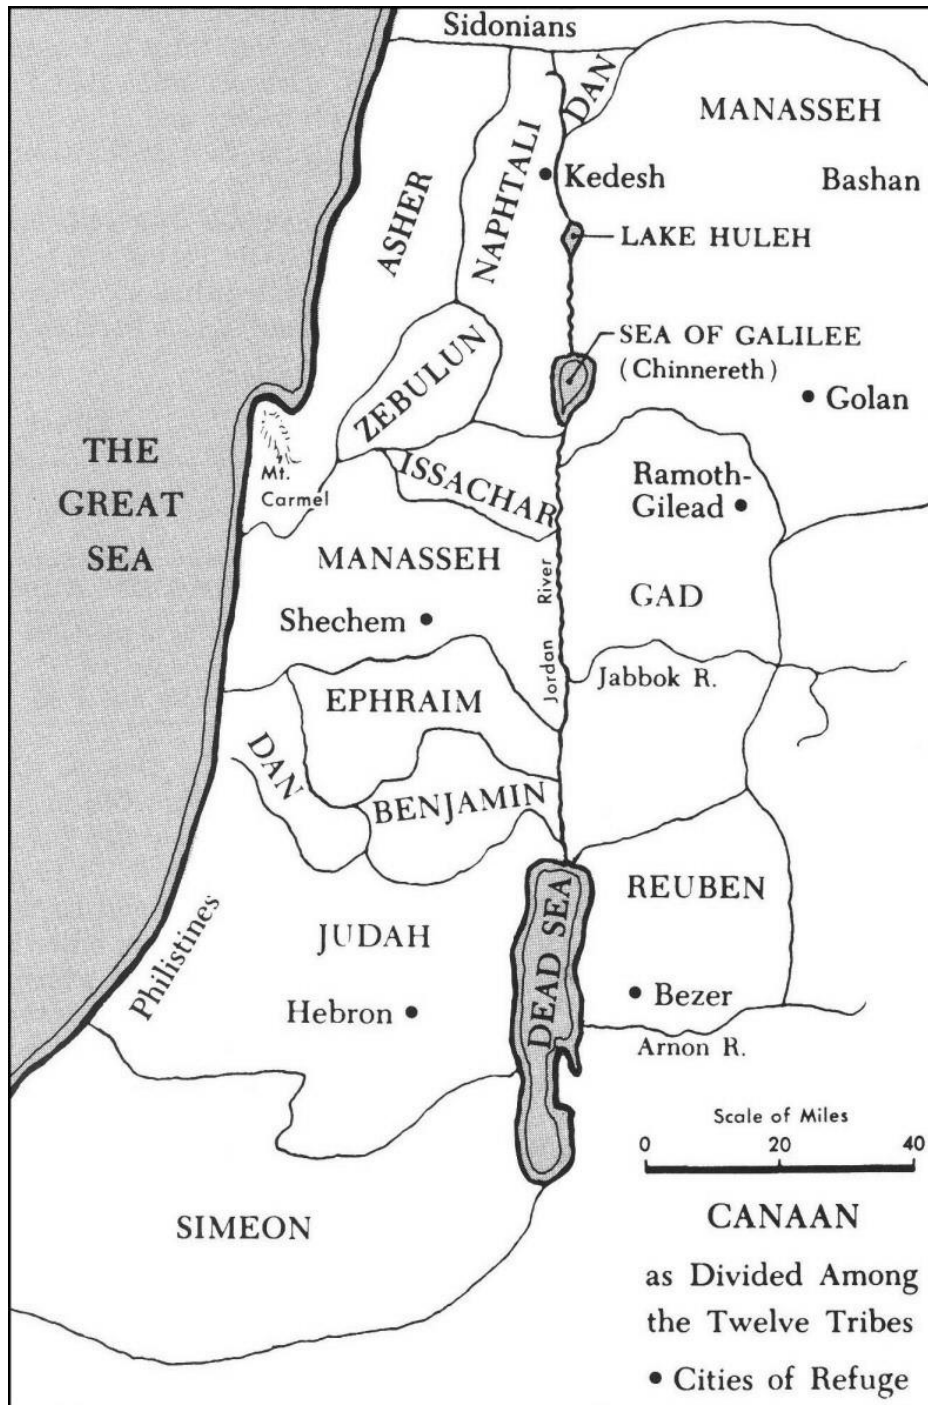 Sidonians
DAN
MANASSEH
ASHER
NAPHTALI
Kedesh
Bashan
LAKE HULEH
SEA OF GALILEE
(Chinnereth)
Golan
ZEBULUN
THE
GREAT
SEA
Mt.
Carmel
ISSACHAR
Ramoth-
Gilead
MANASSEH
Jordan River
GAD
Shechem
Jabbok R.
EPHRAIM
DAN
BENJAMIN
REUBEN
DEAD SEA
JUDAH
Philistines
Hebron
Bezer
Arnon R.
Scale of Miles
0 20 40
SIMEON
CANAAN
as Divided Among
the Twelve Tribes
• Cities of Refuge